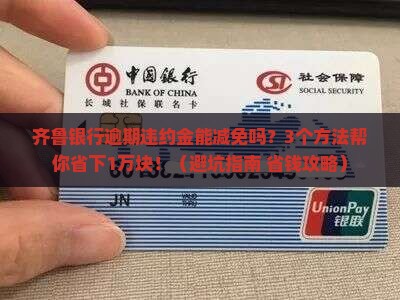 中国银行
BANK OF CHINA
长城社保联名卡
社会保障
SOCIAL SECURITY
齐鲁银行逾期违约金能减免吗？3个方法帮
你省下1万块！（避坑指南 省钱攻略）
UnionPay
银联